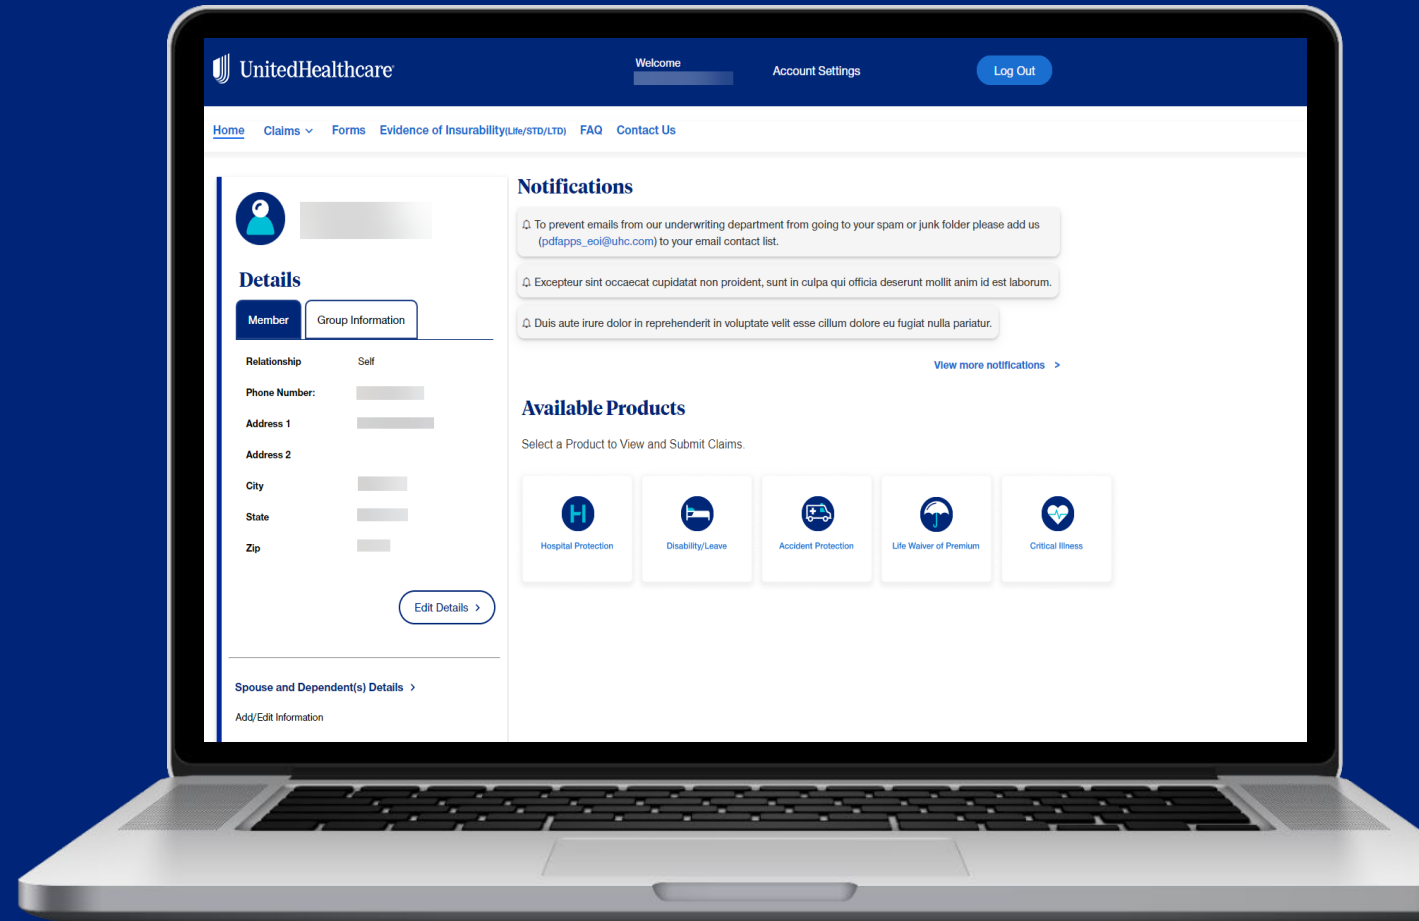 UnitedHealthcare
Welcome
Account Settings
Log Out
Home
Claims
Forms
Evidence of Insurability(Life/STD/LTD)
FAQ
Contact Us
Details
Member
Group Information
Relationship Self
Phone Number:
Address 1
Address 2
City
State
Zip
Edit Details >
Spouse and Dependent(s) Details >
Add/Edit Information
Notifications
To prevent emails from our underwriting department from going to your spam or junk folder please add us
(pdfapps_eoi@uhc.com) to your email contact list.
Excepteur sint occaecat cupidatat non proident, sunt in culpa qui officia deserunt mollit anim id est laborum.
Duis aute irure dolor in reprehenderit in voluptate velit esse cillum dolore eu fugiat nulla pariatur.
View more notifications >
Available Products
Select a Product to View and Submit Claims.
H
Hospital Protection
Disability/Leave
Accident Protection
Life Waiver of Premium
Critical Illness